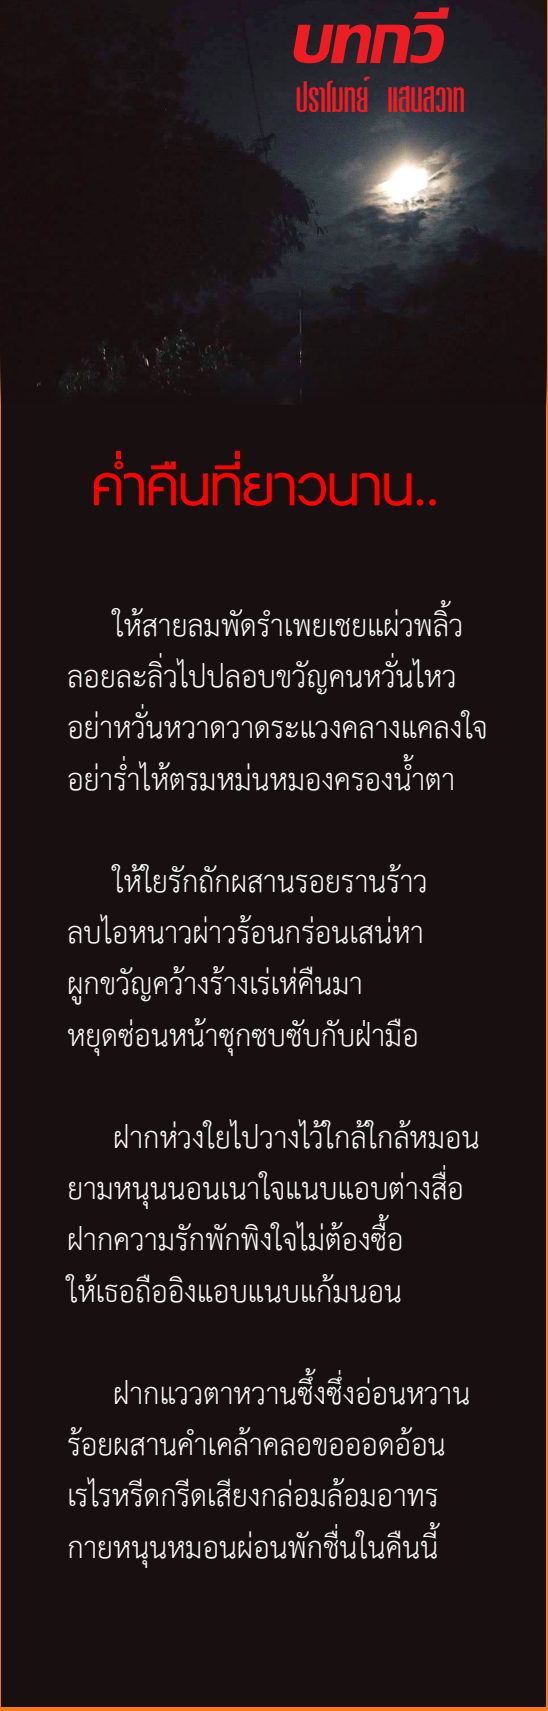 บทกวี
ปราโมทย์ แสนสวาท
ค่ำคืนที่ยาวนาน..
ให้สายลมพัดรำเพยเชยแผ่วพลิ้ว
ลอยละลิ่วไปปลอบขวัญคนหวั่นไหว
อย่าหวั่นหวาดวาดระแวงคลางแคลงใจ
อย่าร่ำไห้ตรมหม่นหมองครองน้ำตา
ให้ใยรักถักผสานรอยรานร้าว
ลบไอหนาวผ่าวร้อนกร่อนเสน่หา
ผูกขวัญคว้างร้างเร่เห่คืนมา
หยุดซ่อนหน้าซุกซบซับกับฝ่ามือ
ฝากห่วงใยไปวางไว้ใกล้ใกล้หมอน
ยามหนุนนอนเนาใจแนบแอบต่างสื่อ
ฝากความรักพักพิงใจไม่ต้องซื้อ
ให้เธอถืออิงแอบแนบแก้มนอน
ฝากแววตาหวานซึ้งซึ่งอ่อนหวาน
ร้อยผสานคำเคล้าคลอขอออดอ้อน
เรไรหรีดกรีดเสียงกล่อมล้อมอาทร
กายหนุนหมอนผ่อนพักชื่นในคืนนี้